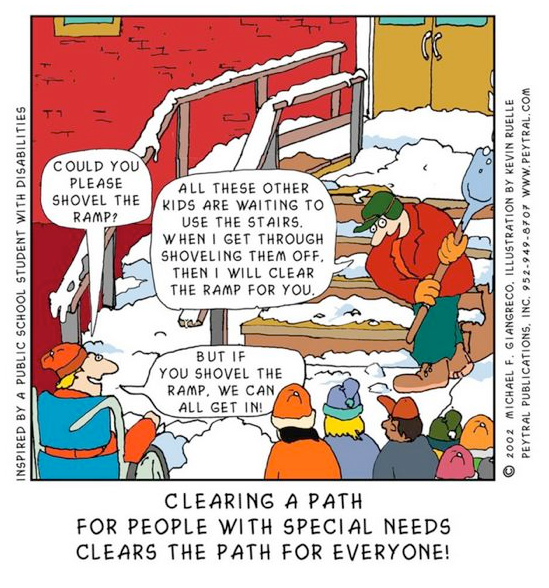 COULD YOU
PLEASE
SHOVEL THE
RAMP?
ALL THESE OTHER
KIDS ARE WAITING TO
USE THE STAIRS.
WHEN I GET THROUGH
SHOVELING THEM OFF,
THEN I WILL CLEAR
THE RAMP FOR YOU.
BUT IF
YOU SHOVEL THE
RAMP, WE CAN
ALL GET IN!
INSPIRED BY A PUBLIC SCHOOL STUDENT WITH DISABILITIES
© 2002 MICHAEL F. GIANGRECO, ILLUSTRATION BY KEVIN RUELLE
PEYTRAL PUBLICATIONS, INC. 952-949-8707 WWW.PEYTRAL.COM
CLEARING A PATH
FOR PEOPLE WITH SPECIAL NEEDS
CLEARS THE PATH FOR EVERYONE!